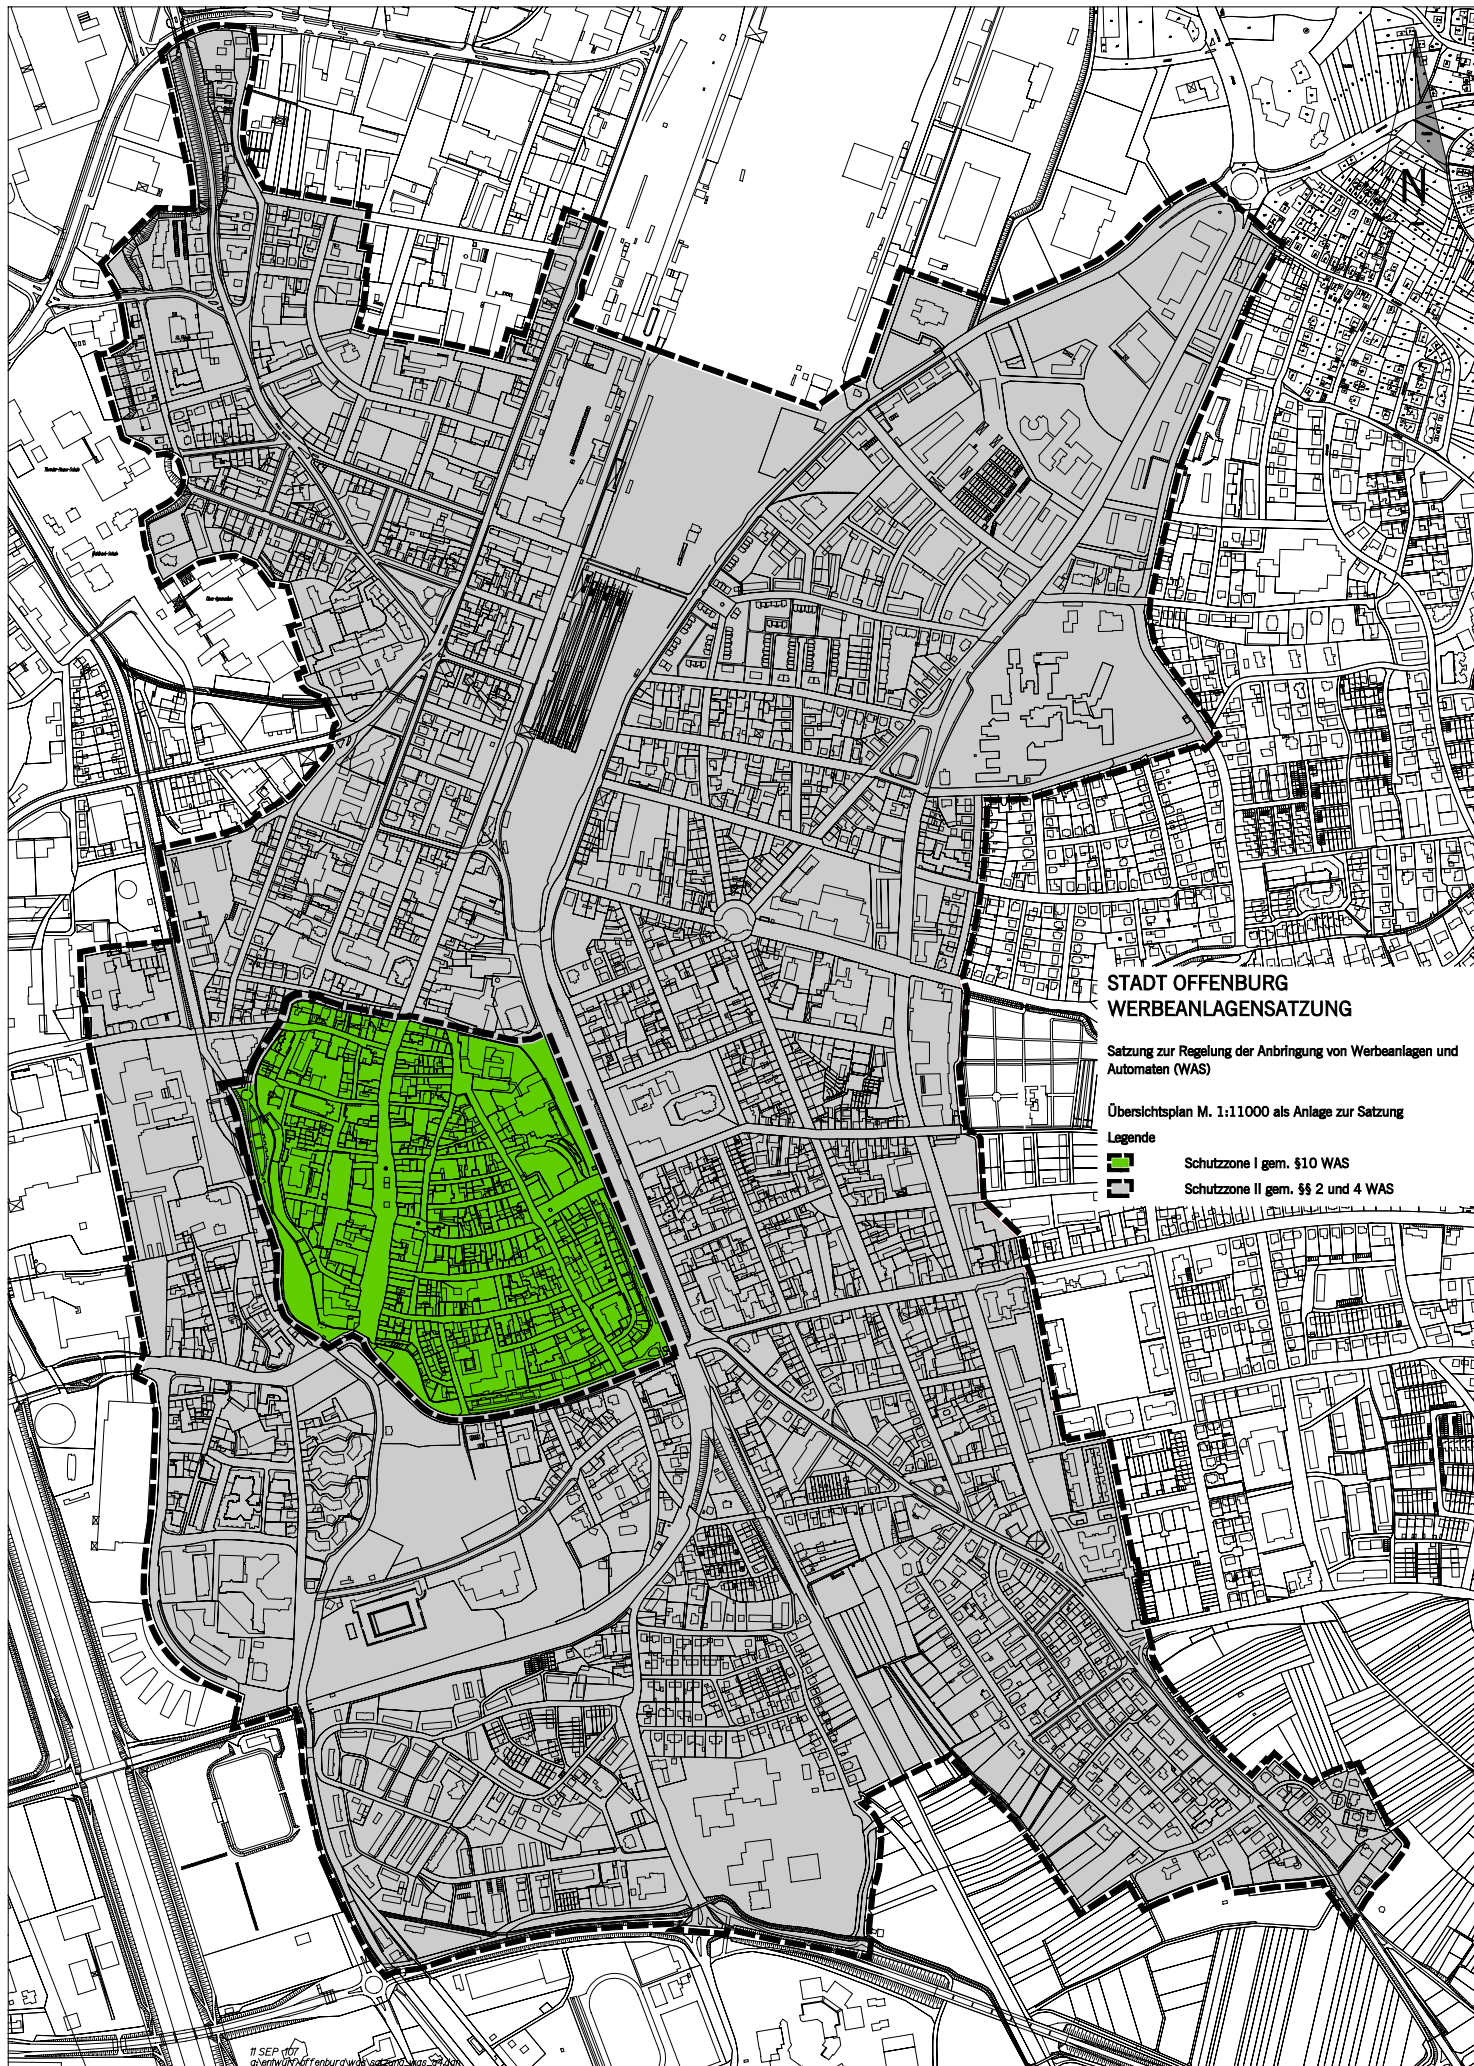 N
STADT OFFENBURG
WERBEANLAGENSATZUNG
Satzung zur Regelung der Anbringung von Werbeanlagen und
Automaten (WAS)
Übersichtsplan M. 1:11000 als Anlage zur Satzung
Legende
Schutzzone I gem. §10 WAS
Schutzzone II gem. §§ 2 und 4 WAS
11 SEP '07